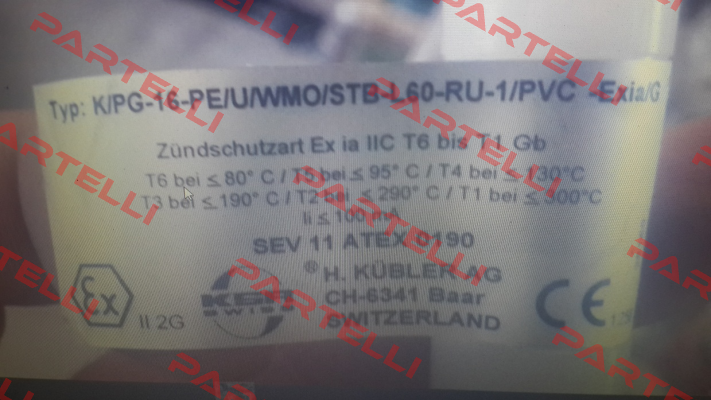 Typ: K/PG-16-PE/U/WMO/STB-L60-RU-1/PVC -Exia/G
Zündschutzart Ex ia IIC T6 bis T1 Gb
T6 bei ≤ 80° C / T5 bei ≤ 95° C / T4 bei ≤ 130°C
T3 bei ≤ 190° C / T2 bei ≤ 290° C / T1 bei ≤ 300°C
Ii ≤ 100 mA
SEV 11 ATEX 0190
® H. KÜBLER AG
CH-6341 Baar
SWITZERLAND
Ex
II 2G
KSR
SWISS
CE
PARTELLI
PARTELLI
PARTELLI
PARTELLI
PARTELLI
PARTELLI
PARTELLI
PARTELLI